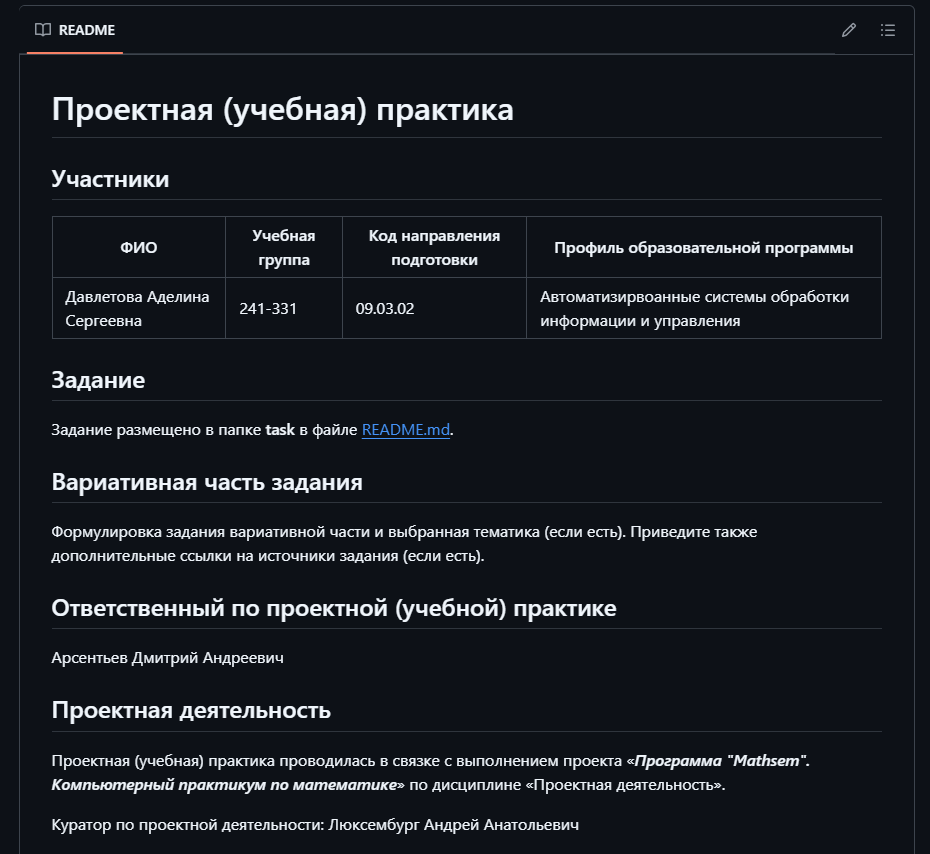 README
Проектная (учебная) практика
Участники
ФИО
Учебная
группа
Код направления
подготовки
Профиль образовательной программы
Давлетова Аделина
Сергеевна
241-331
09.03.02
Автоматизирвоанные системы обработки
информации и управления
Задание
Задание размещено в папке task в файле README.md.
Вариативная часть задания
Формулировка задания вариативной части и выбранная тематика (если есть). Приведите также
дополнительные ссылки на источники задания (если есть).
Ответственный по проектной (учебной) практике
Арсентьев Дмитрий Андреевич
Проектная деятельность
Проектная (учебная) практика проводилась в связке с выполнением проекта «Программа "Mathsem".
Компьютерный практикум по математике» по дисциплине «Проектная деятельность».
Куратор по проектной деятельности: Люксембург Андрей Анатольевич